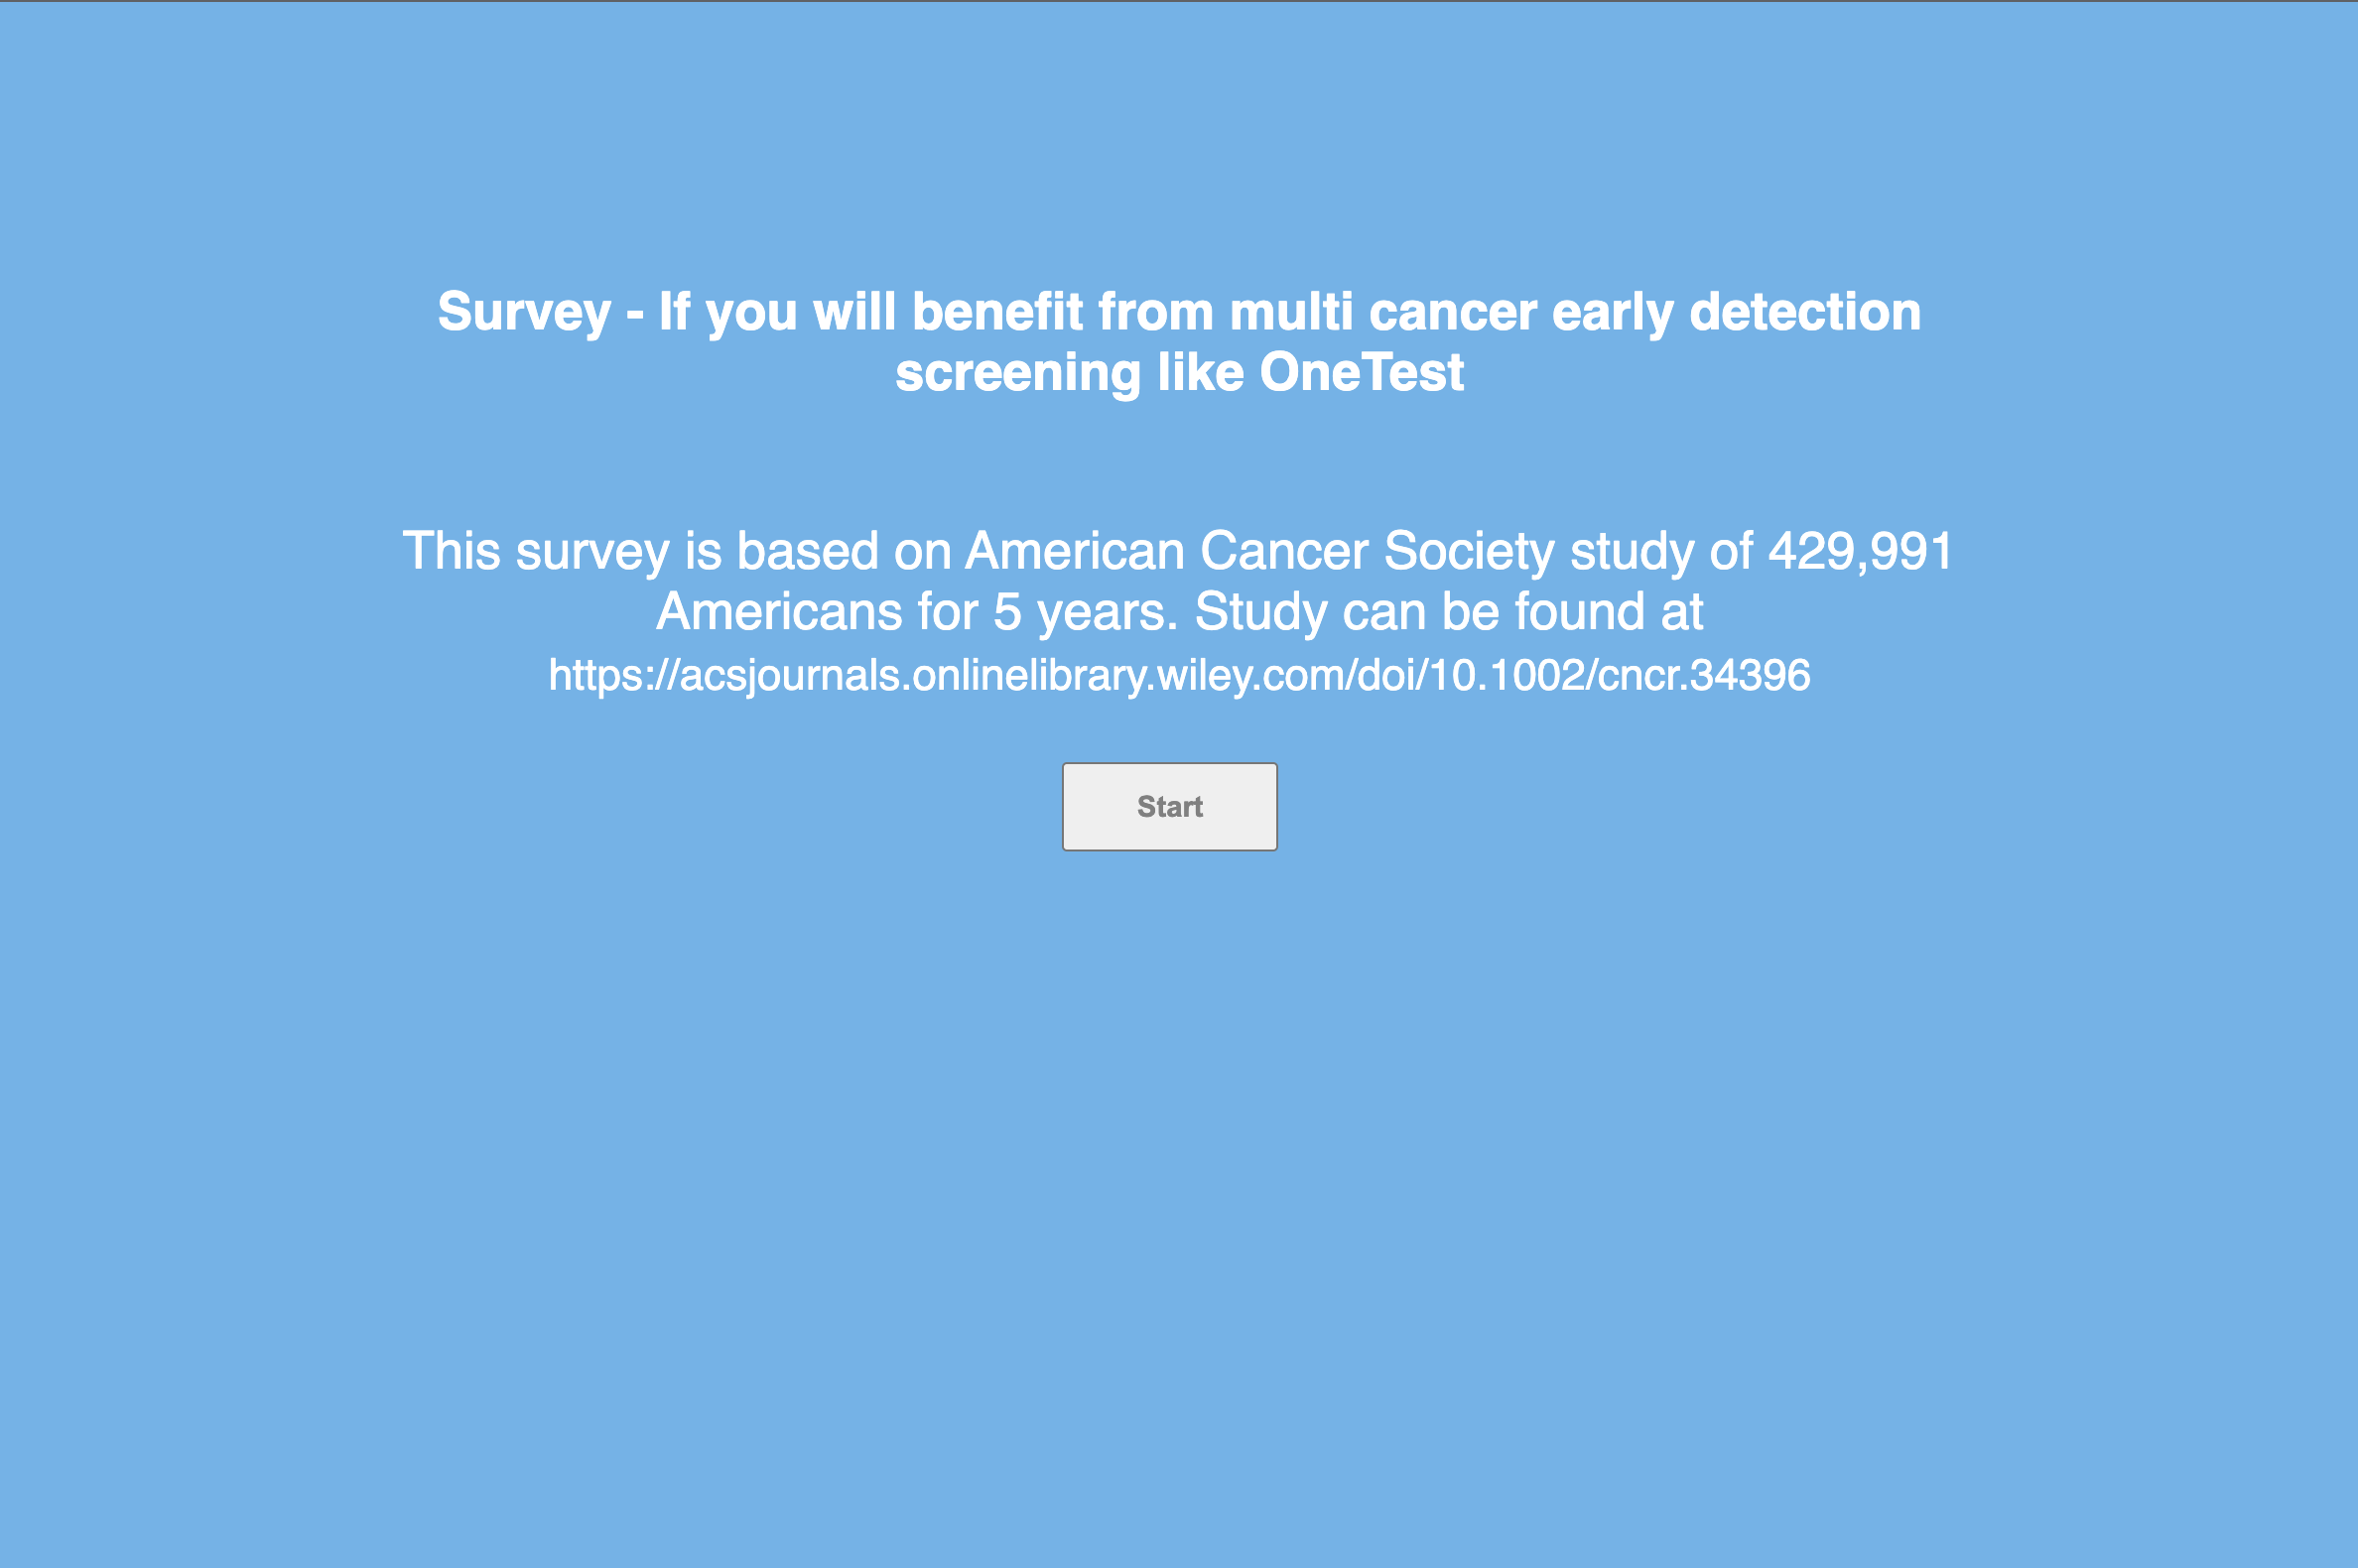 Survey - If you will benefit from multi cancer early detection
screening like OneTest
This survey is based on American Cancer Society study of 429,991
Americans for 5 years. Study can be found at
https://acsjournals.onlinelibrary.wiley.com/doi/10.1002/cncr.34396
Start